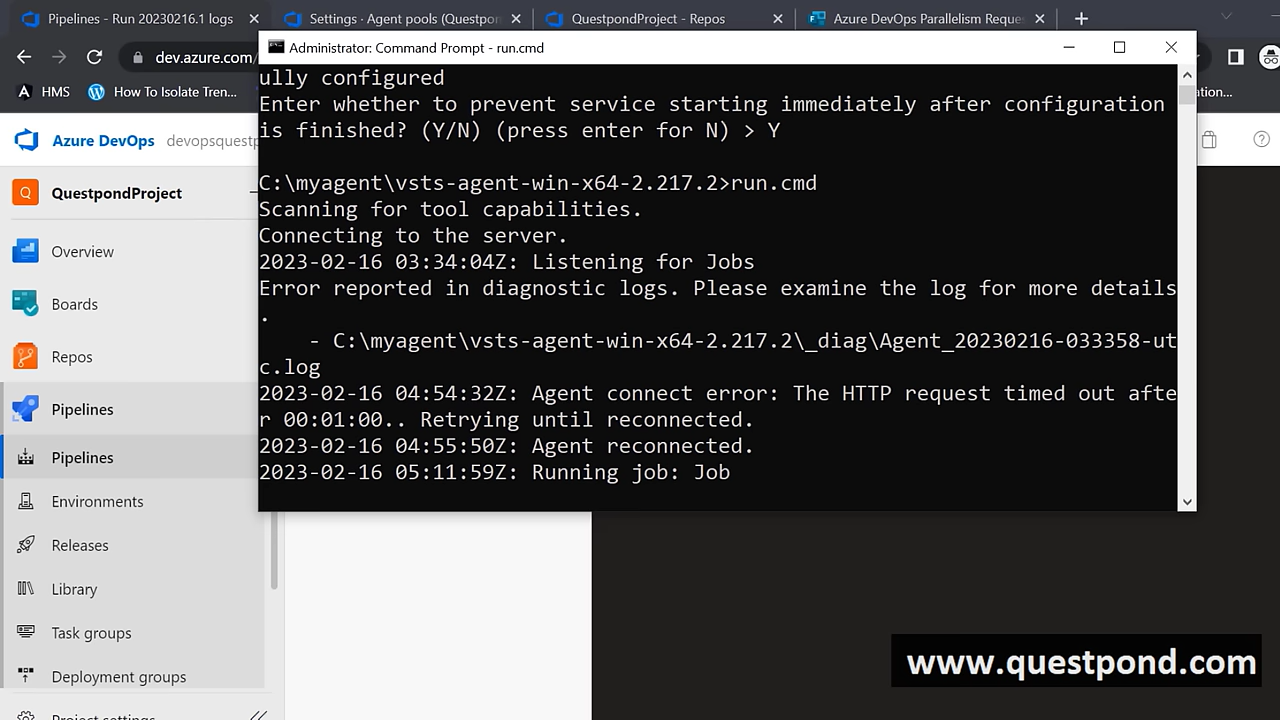 Pipelines - Run 20230216.1 logs
Settings · Agent pools (Questpon
QuestpondProject - Repos
Azure DevOps Parallelism Reque
Administrator: Command Prompt - run.cmd
dev.azure.com/
HMS
How To Isolate Tren...
ation...
Azure DevOps devopsquestp
ully configured
Enter whether to prevent service starting immediately after configuration
is finished? (Y/N) (press enter for N) > Y
C:\myagent\vsts-agent-win-x64-2.217.2>run.cmd
Scanning for tool capabilities.
Connecting to the server.
2023-02-16 03:34:04Z: Listening for Jobs
Error reported in diagnostic logs. Please examine the log for more details
.
- C:\myagent\vsts-agent-win-x64-2.217.2\_diag\Agent_20230216-033358-ut
c.log
2023-02-16 04:54:32Z: Agent connect error: The HTTP request timed out afte
r 00:01:00.. Retrying until reconnected.
2023-02-16 04:55:50Z: Agent reconnected.
2023-02-16 05:11:59Z: Running job: Job
Q QuestpondProject
Overview
Boards
Repos
Pipelines
Pipelines
Environments
Releases
Library
Task groups
Deployment groups
Project settings
www.questpond.com